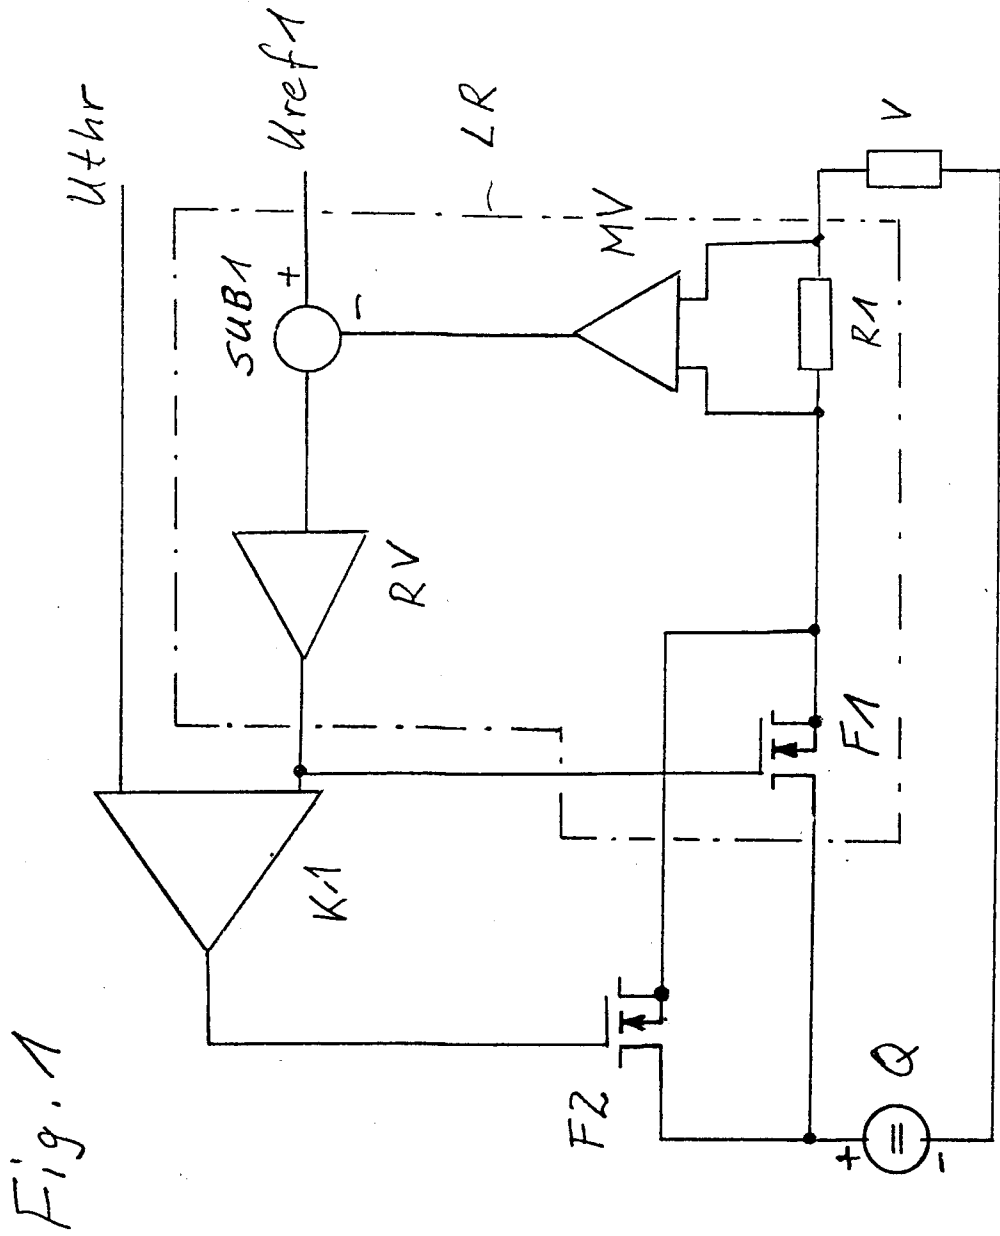 Fig. 1
Uthr
Uref1
LR
SUB1
+
-
MV
V
R1
RV
F1
K1
F2
Q
+
-
=